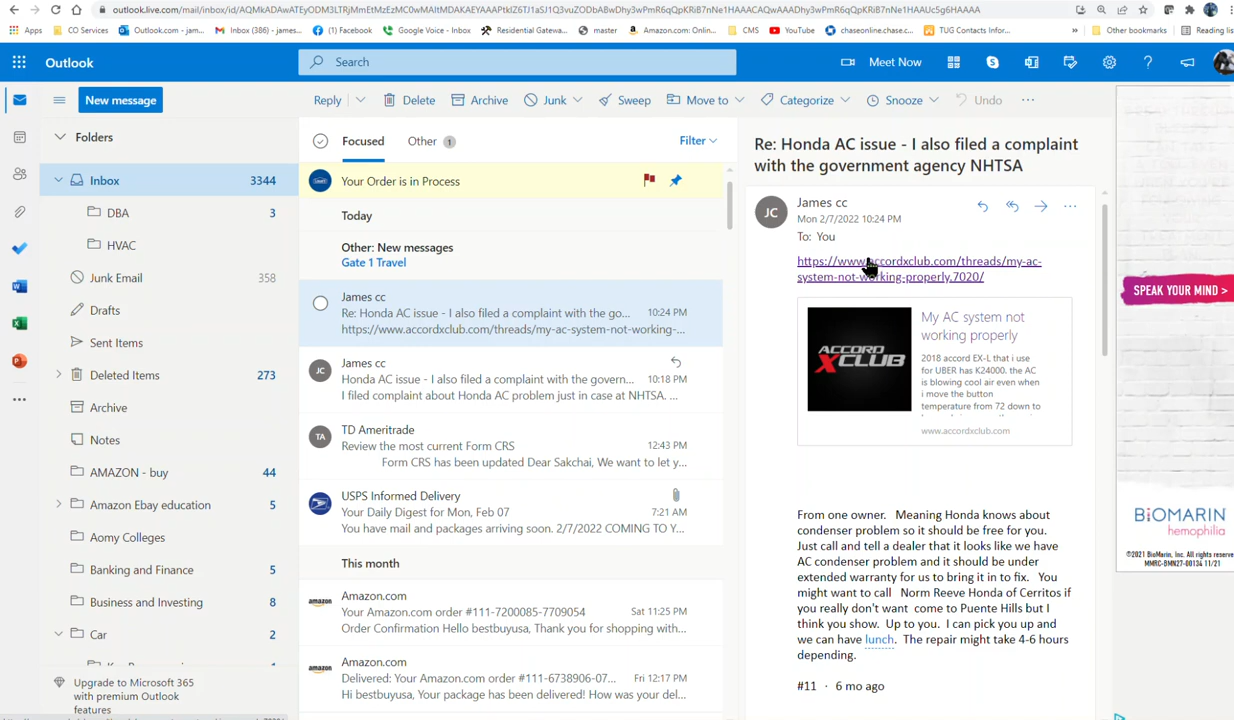 outlook.live.com/mail/inbox/id/AQMkADAwATEyODM3LTRjMmEtMzEzMC0wMAItMDAKAEYAAAPtklZ6TJ1aSJ1Q3vuZODbABwDhy3wPmR6qQpKRiB7nNe1HAAACAQwAAADhy3wPmR6qQpKRiB7nNe1HAAUc5g6HAAAA
Apps
CO Services
Outlook.com - jam...
Inbox (386) - james...
(1) Facebook
Google Voice - Inbox
Residential Gatewa...
master
Amazon.com: Onlin...
CMS
YouTube
chaseonline.chase.c...
TUG Contacts Infor...
»
Other bookmarks
Reading list
Outlook
Search
Meet Now
New message
Reply
Delete
Archive
Junk
Sweep
Move to
Categorize
Snooze
Undo
Folders
Inbox 3344
DBA 3
HVAC
Junk Email 358
Drafts
Sent Items
Deleted Items 273
Archive
Notes
AMAZON - buy 44
Amazon Ebay education 5
Aomy Colleges
Banking and Finance 5
Business and Investing 8
Car 2
Upgrade to Microsoft 365
with premium Outlook
features
Focused
Other 1
Filter
Your Order is in Process
Today
Other: New messages
Gate 1 Travel
James cc
Re: Honda AC issue - I also filed a complaint with the go... 10:24 PM
https://www.accordxclub.com/threads/my-ac-system-not-working-...
JC
James cc
Honda AC issue - I also filed a complaint with the govern... 10:18 PM
I filed complaint about Honda AC problem just in case at NHTSA. ...
TA
TD Ameritrade
Review the most current Form CRS 12:43 PM
Form CRS has been updated Dear Sakchai, We want to let y...
USPS Informed Delivery
Your Daily Digest for Mon, Feb 07 7:21 AM
You have mail and packages arriving soon. 2/7/2022 COMING TO Y...
This month
amazon
Amazon.com
Your Amazon.com order #111-7200085-7709054 Sat 11:25 PM
Order Confirmation Hello bestbuyusa, Thank you for shopping with...
amazon
Amazon.com
Delivered: Your Amazon.com order #111-6738906-07... Fri 12:17 PM
Hi bestbuyusa, Your package has been delivered! How was your del...
Re: Honda AC issue - I also filed a complaint
with the government agency NHTSA
JC
James cc
Mon 2/7/2022 10:24 PM
To: You
https://www.accordxclub.com/threads/my-ac-
system-not-working-properly.7020/
ACCORD
XCLUB
My AC system not
working properly
2018 accord EX-L that i use
for UBER has K24000. the AC
is blowing cool air even when
i move the button
temperature from 72 down to
www.accordxclub.com
From one owner. Meaning Honda knows about
condenser problem so it should be free for you.
Just call and tell a dealer that it looks like we have
AC condenser problem and it should be under
extended warranty for us to bring it in to fix. You
might want to call Norm Reeve Honda of Cerritos if
you really don't want come to Puente Hills but I
think you show. Up to you. I can pick you up and
we can have lunch. The repair might take 4-6 hours
depending.
#11 · 6 mo ago
SPEAK YOUR MIND >
BIOMARIN
hemophilia
©2021 BioMarin, Inc. All rights reserve
MMRC-BMN27-00134 11/21